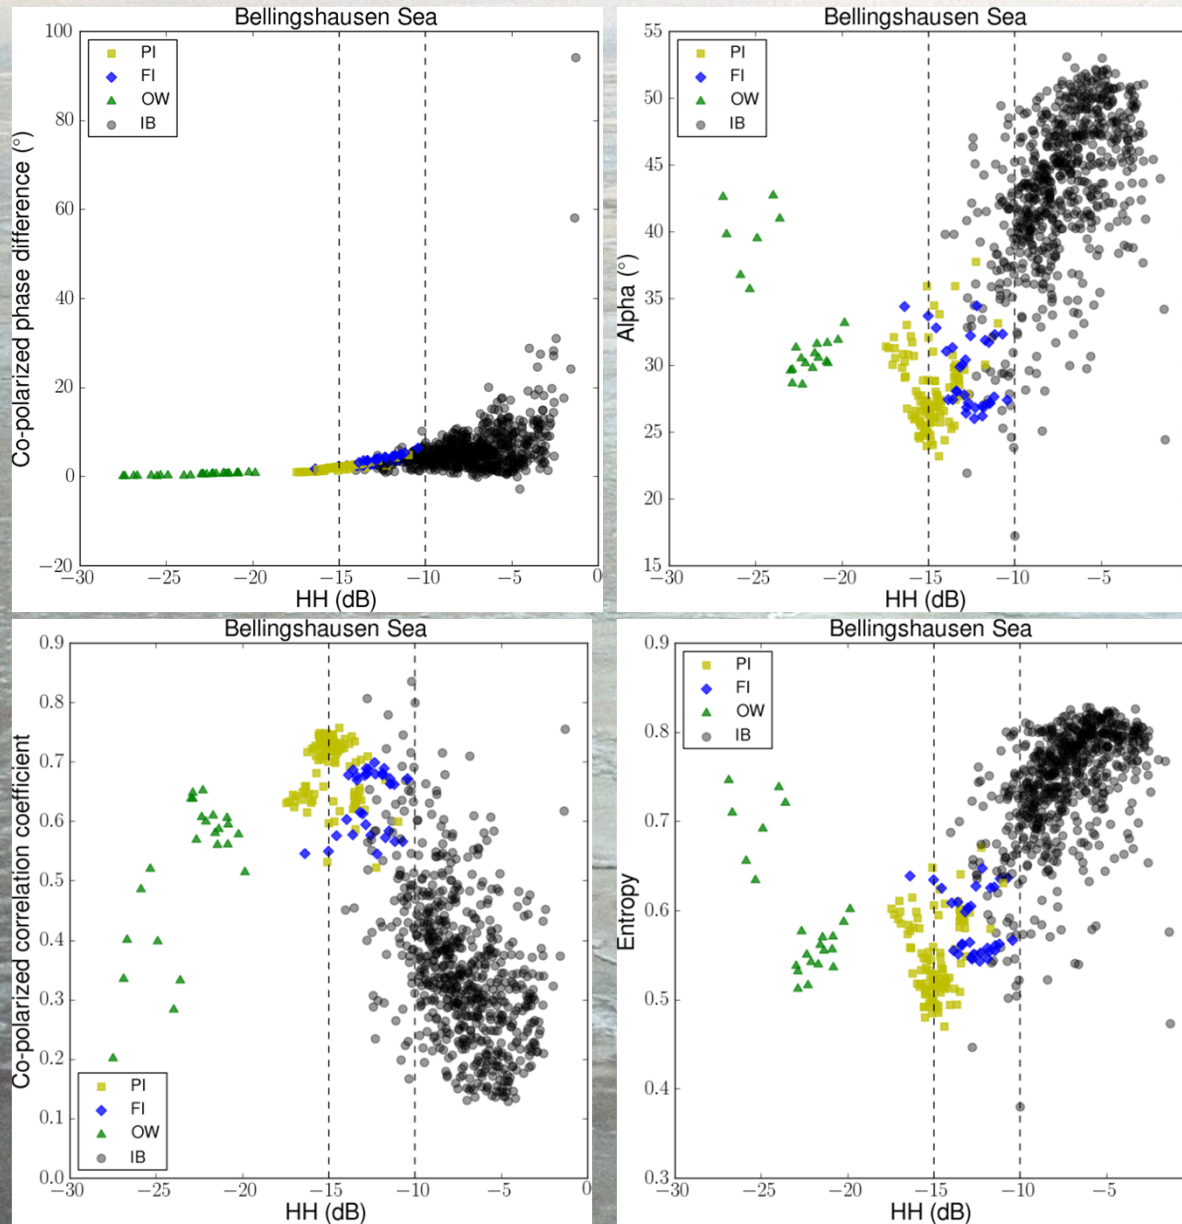 Bellingshausen Sea
100
80
60
40
20
0
−20
−30
−25
−20
−15
−10
−5
0
Co-polarized phase difference (°)
HH (dB)
PI
FI
OW
IB
Bellingshausen Sea
55
50
45
40
35
30
25
20
15
−30
−25
−20
−15
−10
−5
Alpha (°)
HH (dB)
PI
FI
OW
IB
Bellingshausen Sea
0.9
0.8
0.7
0.6
0.5
0.4
0.3
0.2
0.1
0.0
−30
−25
−20
−15
−10
−5
0
Co-polarized correlation coefficient
HH (dB)
PI
FI
OW
IB
Bellingshausen Sea
0.9
0.8
0.7
0.6
0.5
0.4
0.3
−30
−25
−20
−15
−10
−5
Entropy
HH (dB)
PI
FI
OW
IB